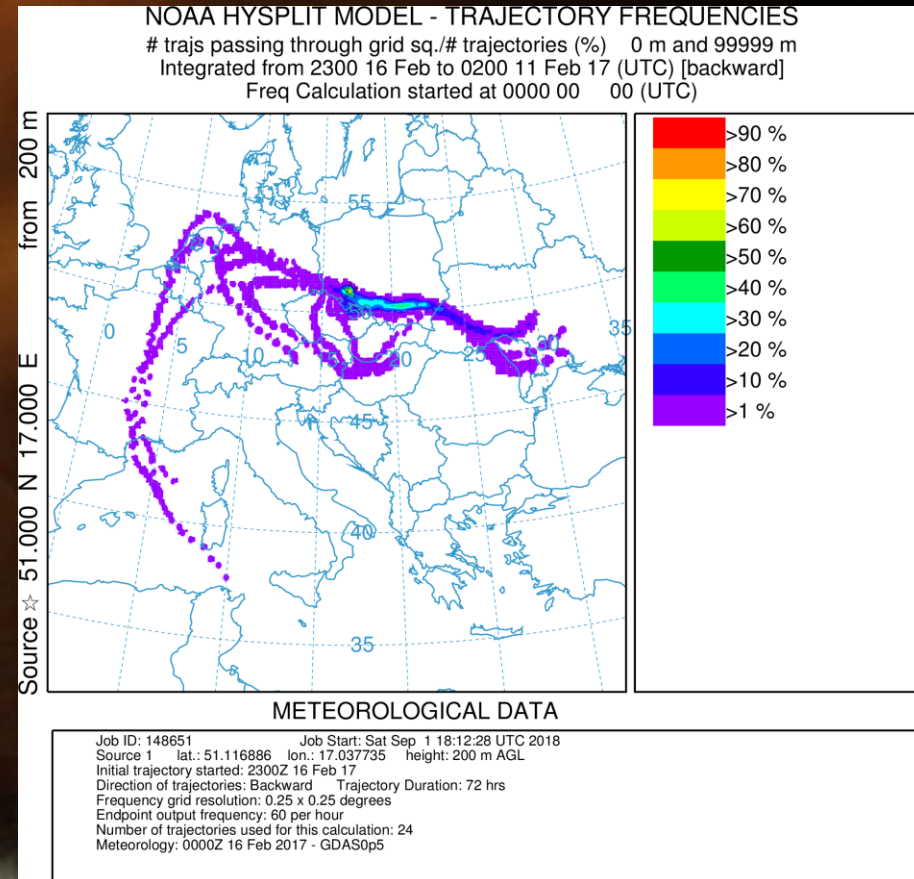 NOAA HYSPLIT MODEL - TRAJECTORY FREQUENCIES
# trajs passing through grid sq./# trajectories (%) 0 m and 99999 m
Integrated from 2300 16 Feb to 0200 11 Feb 17 (UTC) [backward]
Freq Calculation started at 0000 00 00 (UTC)
Source ☆ 51.000 N 17.000 E from 200 m
55
50
0
5
10
15
20
25
30
35
45
40
35
>90 %
>80 %
>70 %
>60 %
>50 %
>40 %
>30 %
>20 %
>10 %
>1 %
METEOROLOGICAL DATA
Job ID: 148651 Job Start: Sat Sep 1 18:12:28 UTC 2018
Source 1 lat.: 51.116886 lon.: 17.037735 height: 200 m AGL
Initial trajectory started: 2300Z 16 Feb 17
Direction of trajectories: Backward Trajectory Duration: 72 hrs
Frequency grid resolution: 0.25 x 0.25 degrees
Endpoint output frequency: 60 per hour
Number of trajectories used for this calculation: 24
Meteorology: 0000Z 16 Feb 2017 - GDAS0p5